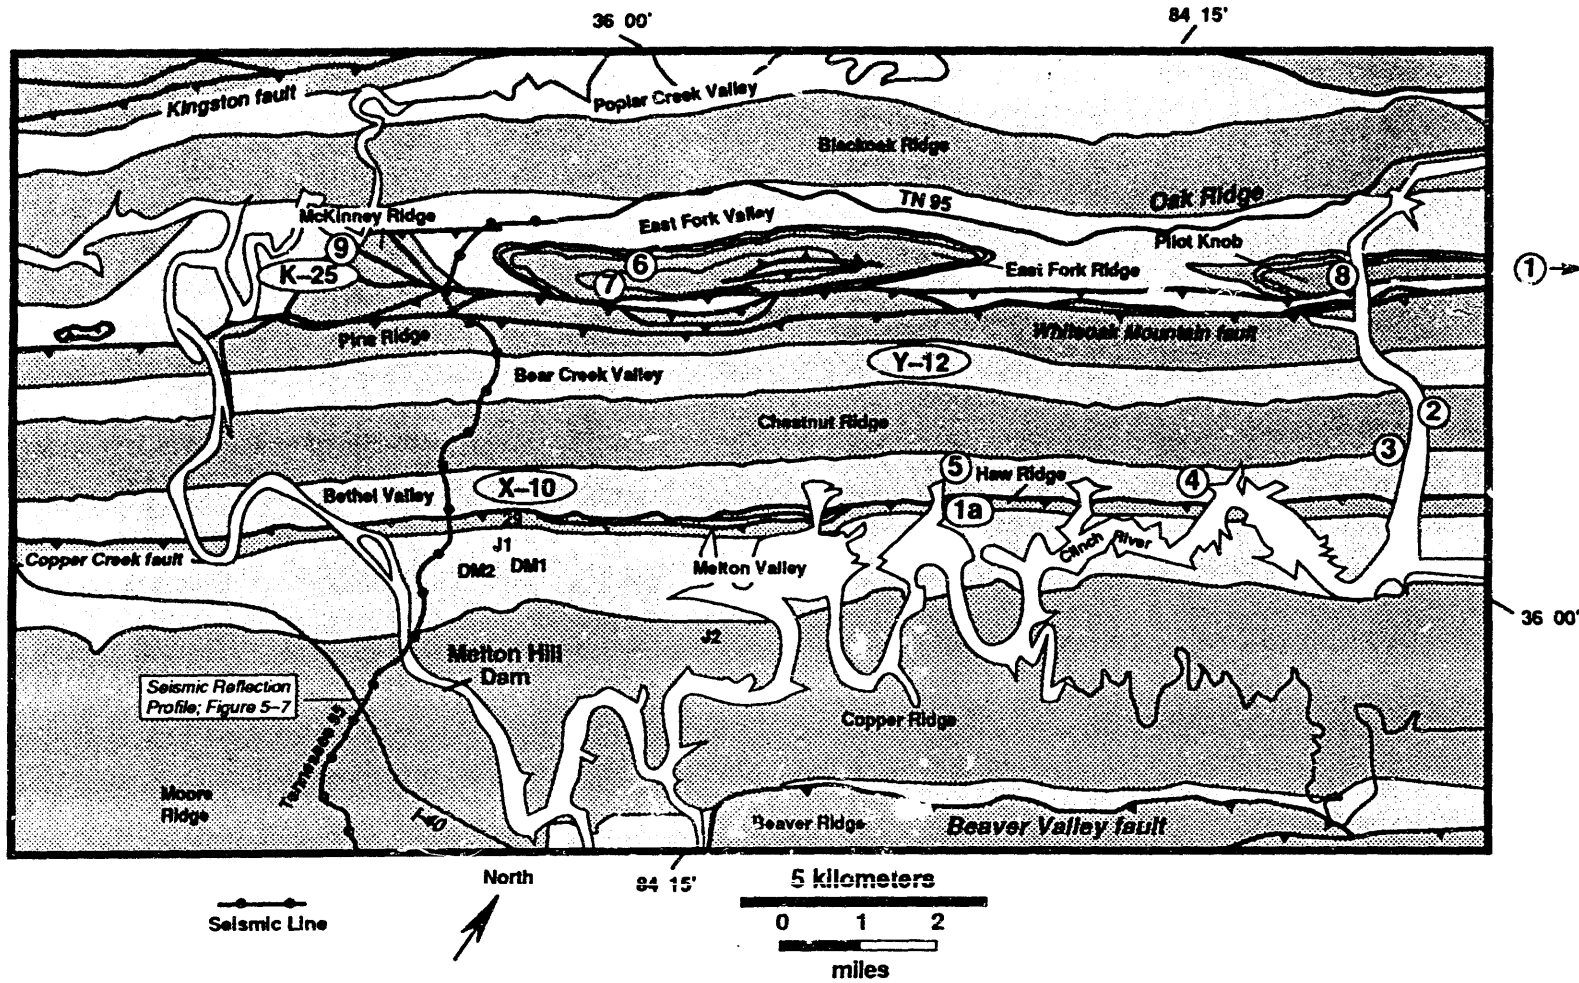 36 00'
84 15'
Kingston fault
Poplar Creek Valley
Blackoak Ridge
Oak Ridge
TN 95
McKinney Ridge
East Fork Valley
Pilot Knob
9
K-25
6
7
East Fork Ridge
8
1
Pine Ridge
Whiteoak Mountain fault
Y-12
Bear Creek Valley
Chestnut Ridge
2
3
5
Haw Ridge
4
Bethel Valley
X-10
1a
29
Copper Creek fault
J1
DM2
DM1
Melton Valley
Clinch River
36 00'
J2
Melton Hill
Dam
Seismic Reflection
Profile; Figure 5-7
Copper Ridge
Tennessee 95
Moore
Ridge
I-40
Beaver Ridge
Beaver Valley fault
North
84 15'
5 kilometers
Seismic Line
0 1 2
miles